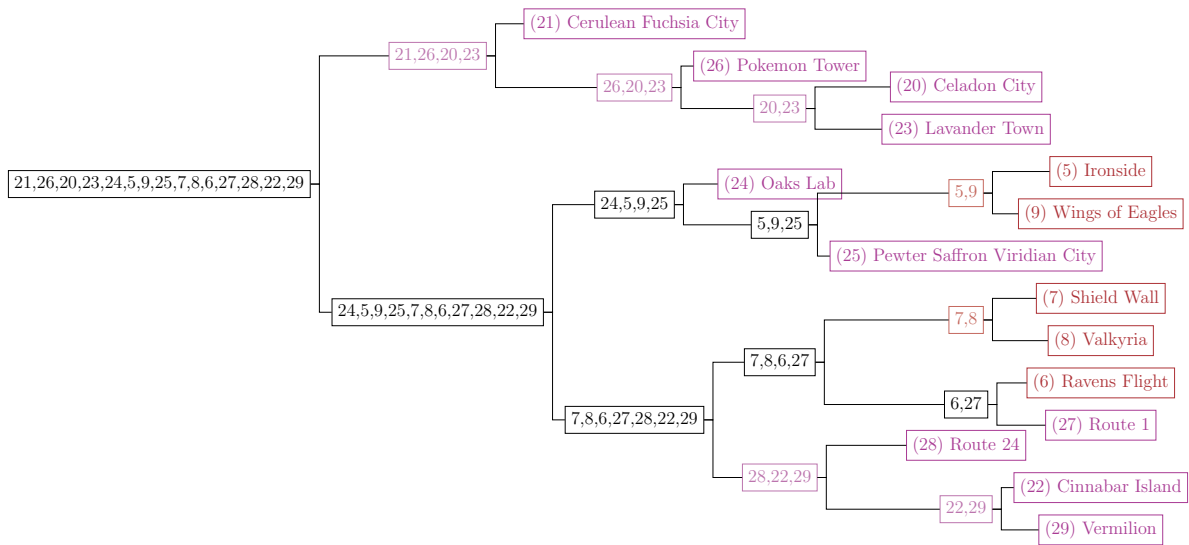 (21) Cerulean Fuchsia City
21,26,20,23
(26) Pokemon Tower
26,20,23
(20) Celadon City
20,23
(23) Lavander Town
21,26,20,23,24,5,9,25,7,8,6,27,28,22,29
(24) Oaks Lab
(5) Ironside
5,9
(9) Wings of Eagles
24,5,9,25
5,9,25
(25) Pewter Saffron Viridian City
24,5,9,25,7,8,6,27,28,22,29
(7) Shield Wall
7,8
(8) Valkyria
7,8,6,27
(6) Ravens Flight
6,27
(27) Route 1
7,8,6,27,28,22,29
(28) Route 24
28,22,29
(22) Cinnabar Island
22,29
(29) Vermilion